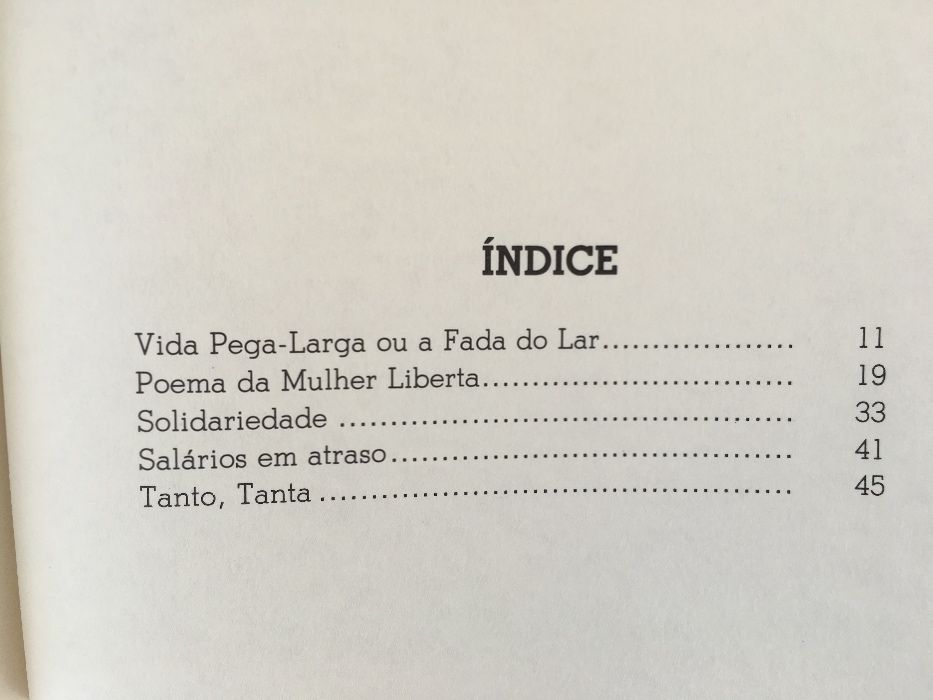 ÍNDICE
Vida Pega-Larga ou a Fada do Lar................... 11
Poema da Mulher Liberta.............................. 19
Solidariedade ........................................... 33
Salários em atraso...................................... 41
Tanto, Tanta ............................................. 45